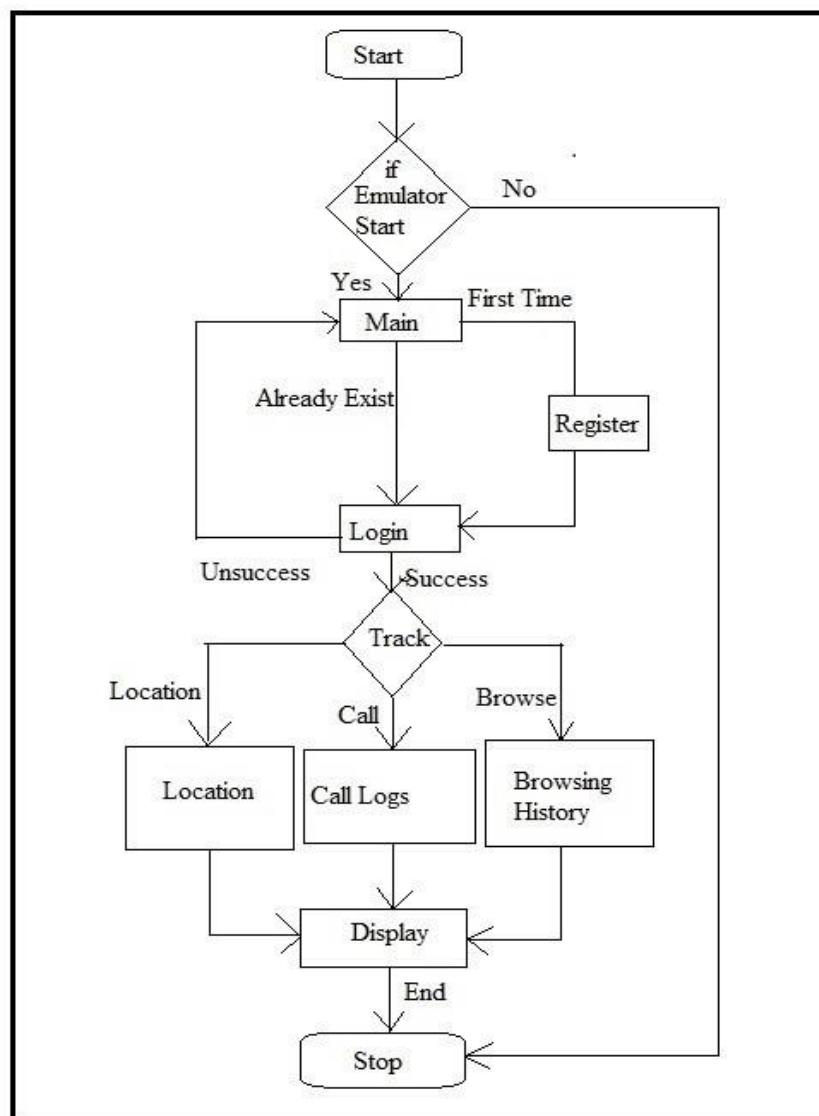 Start
if
Emulator
Start
No
Yes
First Time
Main
Already Exist
Register
Login
Unsuccess
Success
Track
Location
Call
Browse
Location
Call Logs
Browsing
History
Display
End
Stop